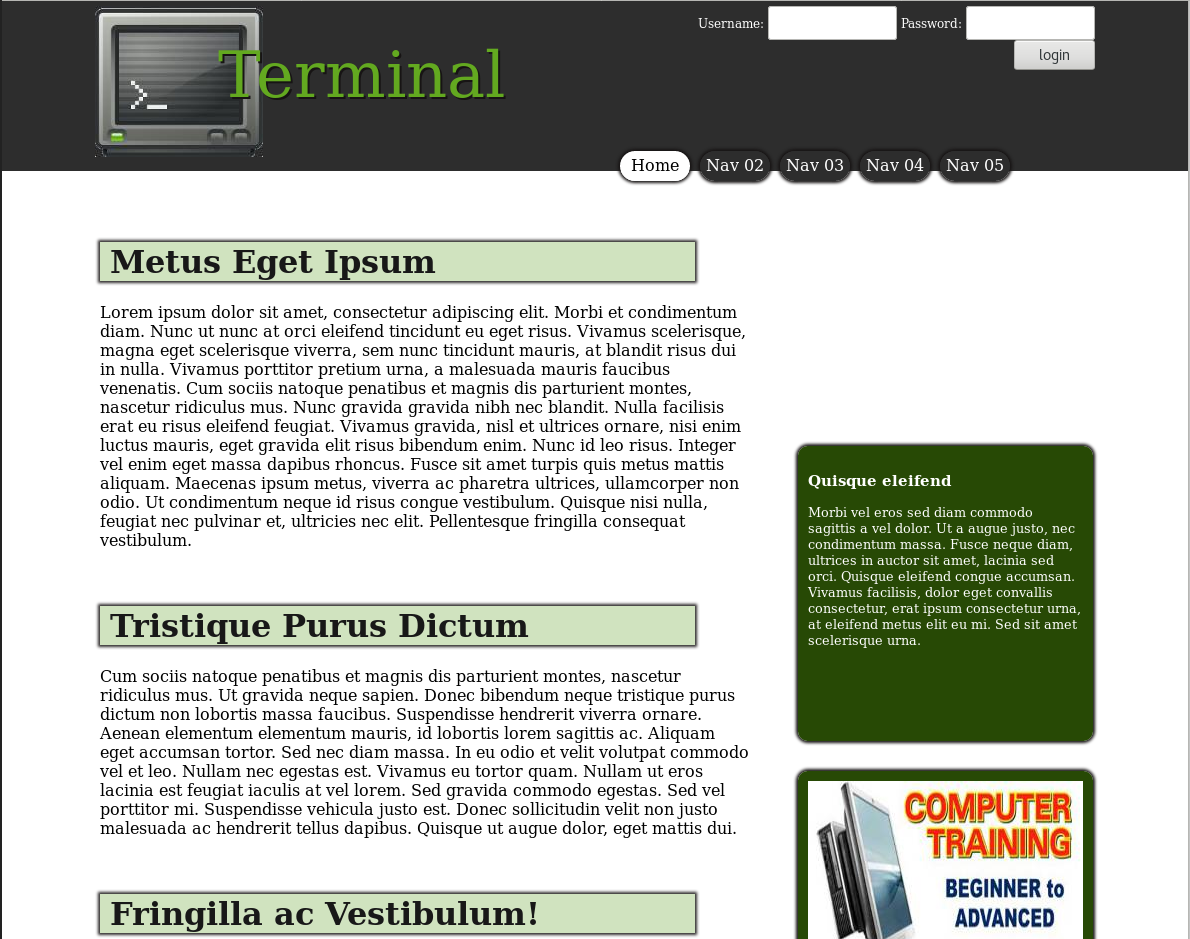 Username: Password:
login
>_
Terminal
Home Nav 02 Nav 03 Nav 04 Nav 05
Metus Eget Ipsum
Lorem ipsum dolor sit amet, consectetur adipiscing elit. Morbi et condimentum
diam. Nunc ut nunc at orci eleifend tincidunt eu eget risus. Vivamus scelerisque,
magna eget scelerisque viverra, sem nunc tincidunt mauris, at blandit risus dui
in nulla. Vivamus porttitor pretium urna, a malesuada mauris faucibus
venenatis. Cum sociis natoque penatibus et magnis dis parturient montes,
nascetur ridiculus mus. Nunc gravida gravida nibh nec blandit. Nulla facilisis
erat eu risus eleifend feugiat. Vivamus gravida, nisl et ultrices ornare, nisi enim
luctus mauris, eget gravida elit risus bibendum enim. Nunc id leo risus. Integer
vel enim eget massa dapibus rhoncus. Fusce sit amet turpis quis metus mattis
aliquam. Maecenas ipsum metus, viverra ac pharetra ultrices, ullamcorper non
odio. Ut condimentum neque id risus congue vestibulum. Quisque nisi nulla,
feugiat nec pulvinar et, ultricies nec elit. Pellentesque fringilla consequat
vestibulum.
Tristique Purus Dictum
Cum sociis natoque penatibus et magnis dis parturient montes, nascetur
ridiculus mus. Ut gravida neque sapien. Donec bibendum neque tristique purus
dictum non lobortis massa faucibus. Suspendisse hendrerit viverra ornare.
Aenean elementum elementum mauris, id lobortis lorem sagittis ac. Aliquam
eget accumsan tortor. Sed nec diam massa. In eu odio et velit volutpat commodo
vel et leo. Nullam nec egestas est. Vivamus eu tortor quam. Nullam ut eros
lacinia est feugiat iaculis at vel lorem. Sed gravida commodo egestas. Sed vel
porttitor mi. Suspendisse vehicula justo est. Donec sollicitudin velit non justo
malesuada ac hendrerit tellus dapibus. Quisque ut augue dolor, eget mattis dui.
Fringilla ac Vestibulum!
Quisque eleifend
Morbi vel eros sed diam commodo
sagittis a vel dolor. Ut a augue justo, nec
condimentum massa. Fusce neque diam,
ultrices in auctor sit amet, lacinia sed
orci. Quisque eleifend congue accumsan.
Vivamus facilisis, dolor eget convallis
consectetur, erat ipsum consectetur urna,
at eleifend metus elit eu mi. Sed sit amet
scelerisque urna.
COMPUTER
TRAINING
BEGINNER to
ADVANCED